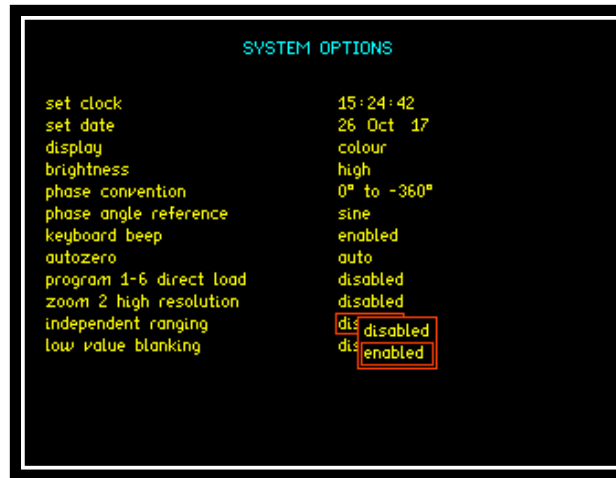 SYSTEM OPTIONS
set clock 15:24:42
set date 26 Oct 17
display colour
brightness high
phase convention 0° to -360°
phase angle reference sine
keyboard beep enabled
autozero auto
program 1-6 direct load disabled
zoom 2 high resolution disabled
independent ranging dis
disabled
low value blanking dis
enabled